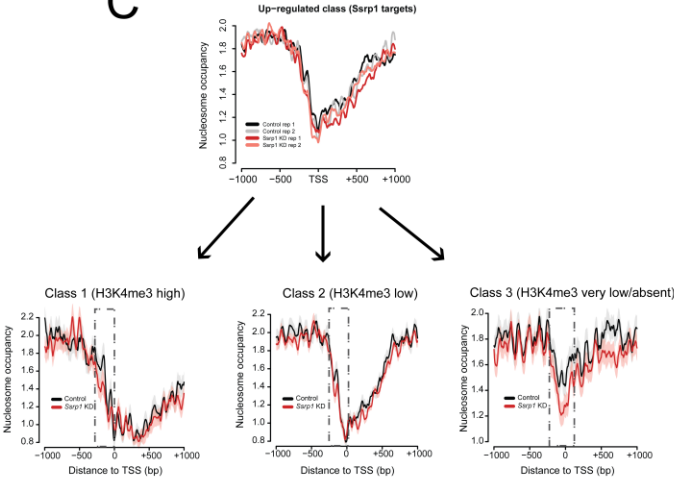 C
Up-regulated class (Ssrp1 targets)
Nucleosome occupancy
2.0
1.8
1.6
1.4
1.2
1.0
0.8
Control rep 1
Control rep 2
Ssrp1 KD rep 1
Ssrp1 KD rep 2
−1000 −500 TSS +500 +1000
Class 1 (H3K4me3 high)
Nucleosome occupancy
2.2
2.0
1.8
1.6
1.4
1.2
1.0
0.8
Control
Ssrp1 KD
−1000 −500 0 +500 +1000
Distance to TSS (bp)
Class 2 (H3K4me3 low)
Nucleosome occupancy
2.2
2.0
1.8
1.6
1.4
1.2
1.0
0.8
Control
Ssrp1 KD
−1000 −500 0 +500 +1000
Distance to TSS (bp)
Class 3 (H3K4me3 very low/absent)
Nucleosome occupancy
2.0
1.8
1.6
1.4
1.2
1.0
Control
Ssrp1 KD
−1000 −500 0 +500 +1000
Distance to TSS (bp)